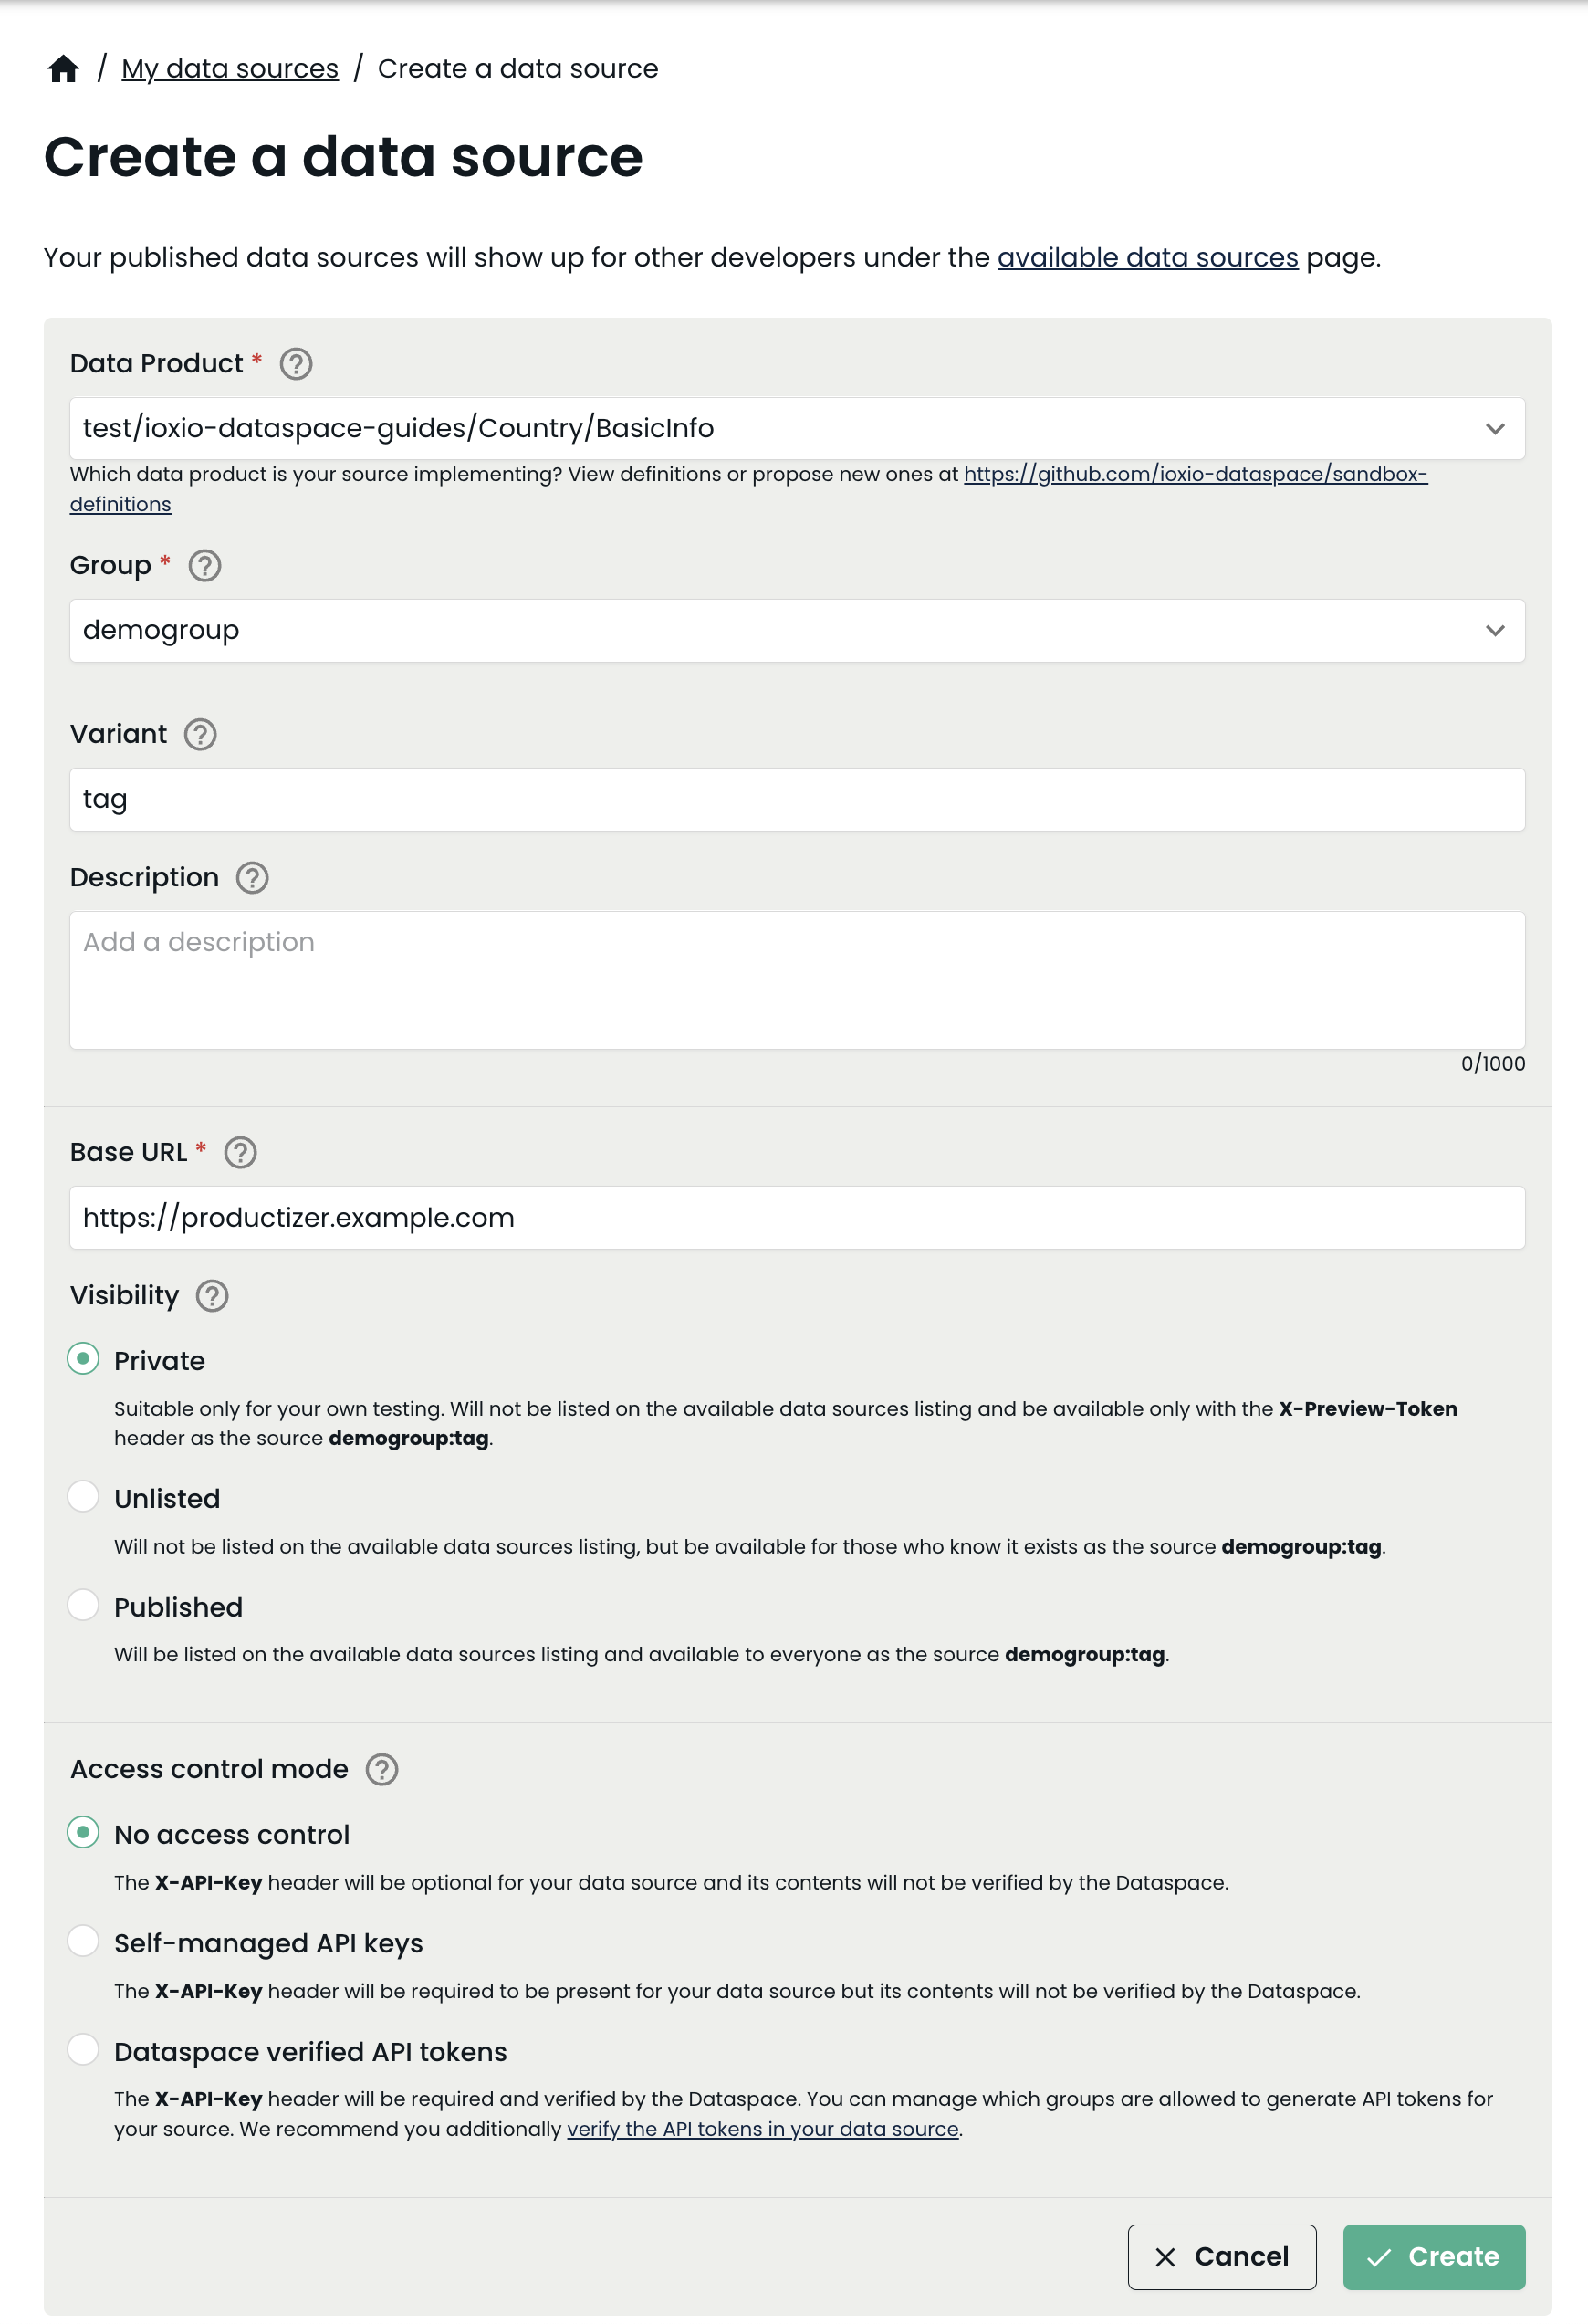 / My data sources / Create a data source
Create a data source
Your published data sources will show up for other developers under the available data sources page.
Data Product * ?
test/ioxio-dataspace-guides/Country/BasicInfo
Which data product is your source implementing? View definitions or propose new ones at https://github.com/ioxio-dataspace/sandbox-
definitions
Group * ?
demogroup
Variant ?
tag
Description ?
Add a description
0/1000
Base URL * ?
https://productizer.example.com
Visibility ?
Private
Suitable only for your own testing. Will not be listed on the available data sources listing and be available only with the X-Preview-Token
header as the source demogroup:tag.
Unlisted
Will not be listed on the available data sources listing, but be available for those who know it exists as the source demogroup:tag.
Published
Will be listed on the available data sources listing and available to everyone as the source demogroup:tag.
Access control mode ?
No access control
The X-API-Key header will be optional for your data source and its contents will not be verified by the Dataspace.
Self-managed API keys
The X-API-Key header will be required to be present for your data source but its contents will not be verified by the Dataspace.
Dataspace verified API tokens
The X-API-Key header will be required and verified by the Dataspace. You can manage which groups are allowed to generate API tokens for
your source. We recommend you additionally verify the API tokens in your data source.
Cancel Create